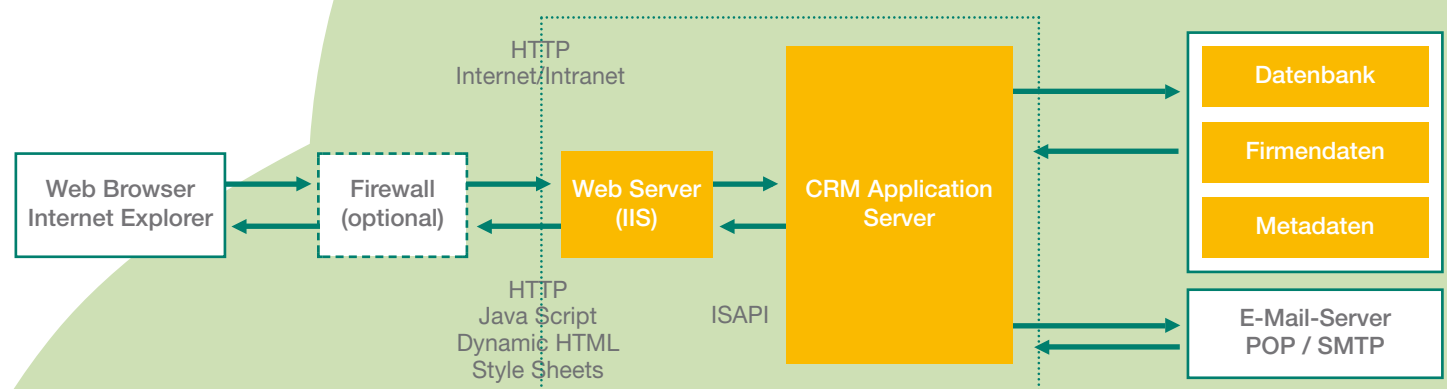 HTTP
Internet/Intranet
Web Browser
Internet Explorer
Firewall
(optional)
Web Server
(IIS)
CRM Application
Server
Datenbank
Firmendaten
Metadaten
HTTP
Java Script
Dynamic HTML
Style Sheets
ISAPI
E-Mail-Server
POP / SMTP